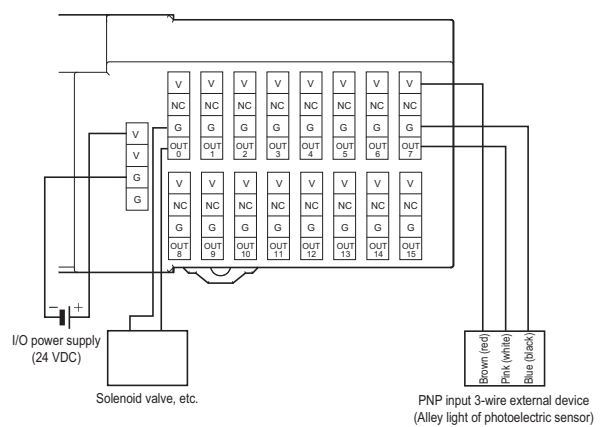 V V V V V V V V
NC NC NC NC NC NC NC NC
G G G G G G G G
OUT 0 OUT 1 OUT 2 OUT 3 OUT 4 OUT 5 OUT 6 OUT 7
V
V
G
G
V V V V V V V V
NC NC NC NC NC NC NC NC
G G G G G G G G
OUT 8 OUT 9 OUT 10 OUT 11 OUT 12 OUT 13 OUT 14 OUT 15
− +
I/O power supply
(24 VDC)
Solenoid valve, etc.
Brown (red)
Pink (white)
Blue (black)
PNP input 3-wire external device
(Alley light of photoelectric sensor)